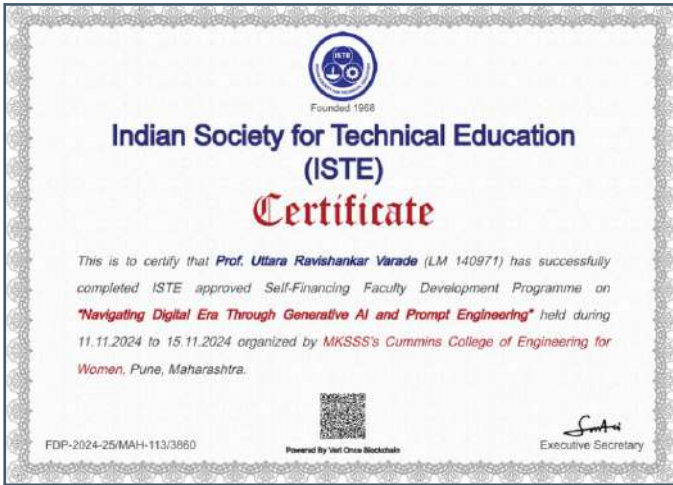 ISTE
Founded 1968
Indian Society for Technical Education
(ISTE)
Certificate
This is to certify that Prof. Uttara Ravishankar Varade (LM 140971) has successfully
completed ISTE approved Self-Financing Faculty Development Programme on
"Navigating Digital Era Through Generative AI and Prompt Engineering" held during
11.11.2024 to 15.11.2024 organized by MKSSS's Cummins College of Engineering for
Women, Pune, Maharashtra.
FDP-2024-25/MAH-113/3860
Powered By Veri Once Blockchain
Executive Secretary